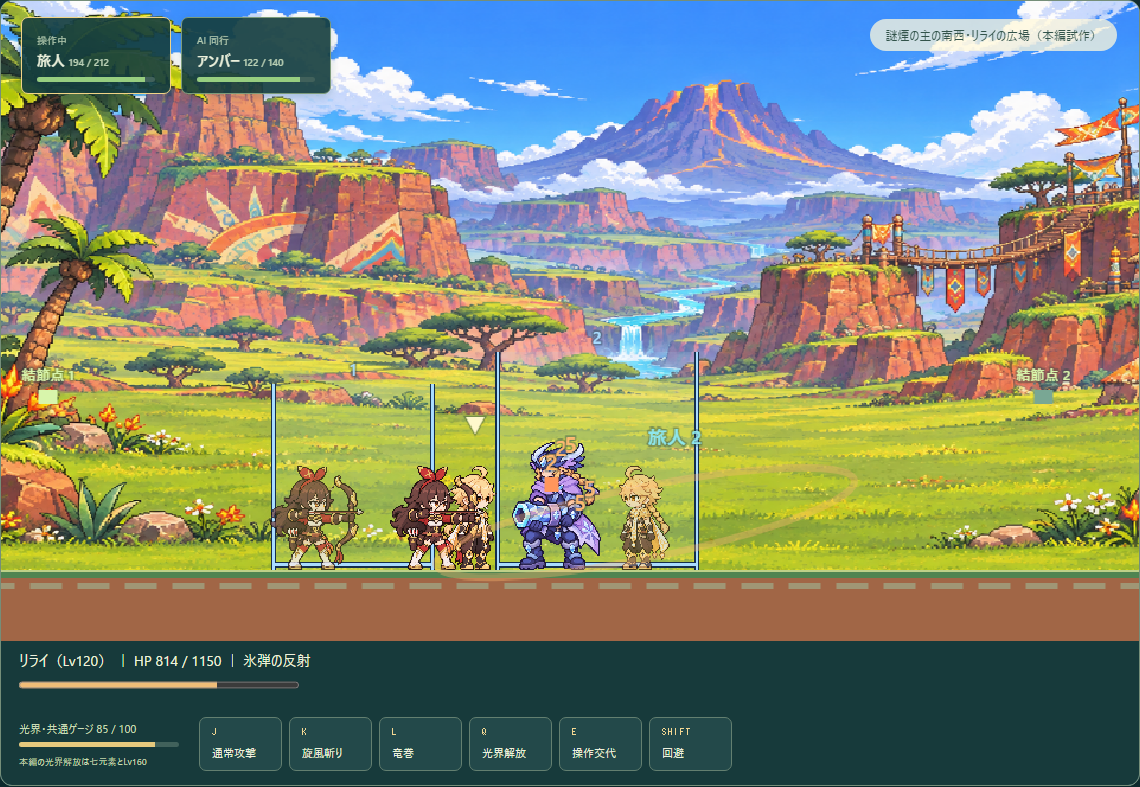 操作中
旅人 194 / 212
AI 同行
アンバー 122 / 140
謎煙の主の南西・リライの広場（本編試作）
2
1
結節点 1
結節点 2
旅人 2
リライ（Lv120） | HP 814 / 1150 | 氷弾の反射
光界・共通ゲージ 85 / 100
本編の光界解放は七元素とLv160
J
通常攻撃
K
旋風斬り
L
竜巻
Q
光界解放
E
操作交代
SHIFT
回避